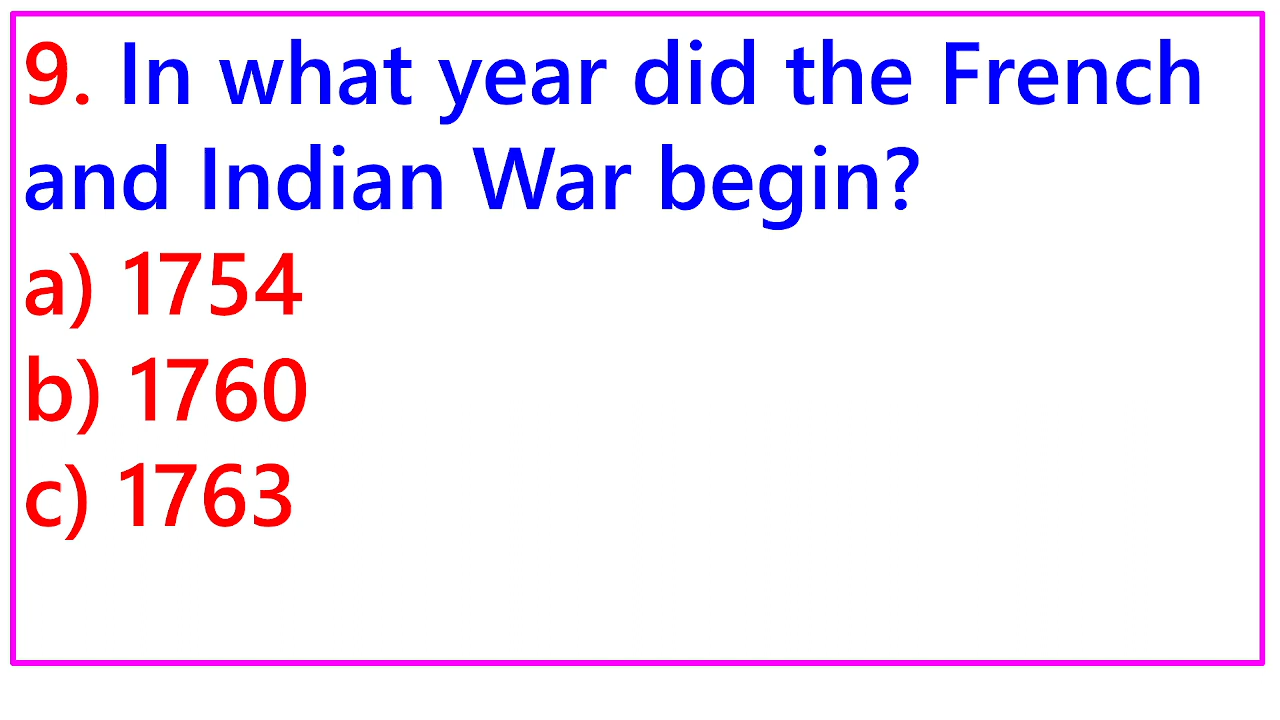 9. In what year did the French
and Indian War begin?
a) 1754
b) 1760
c) 1763